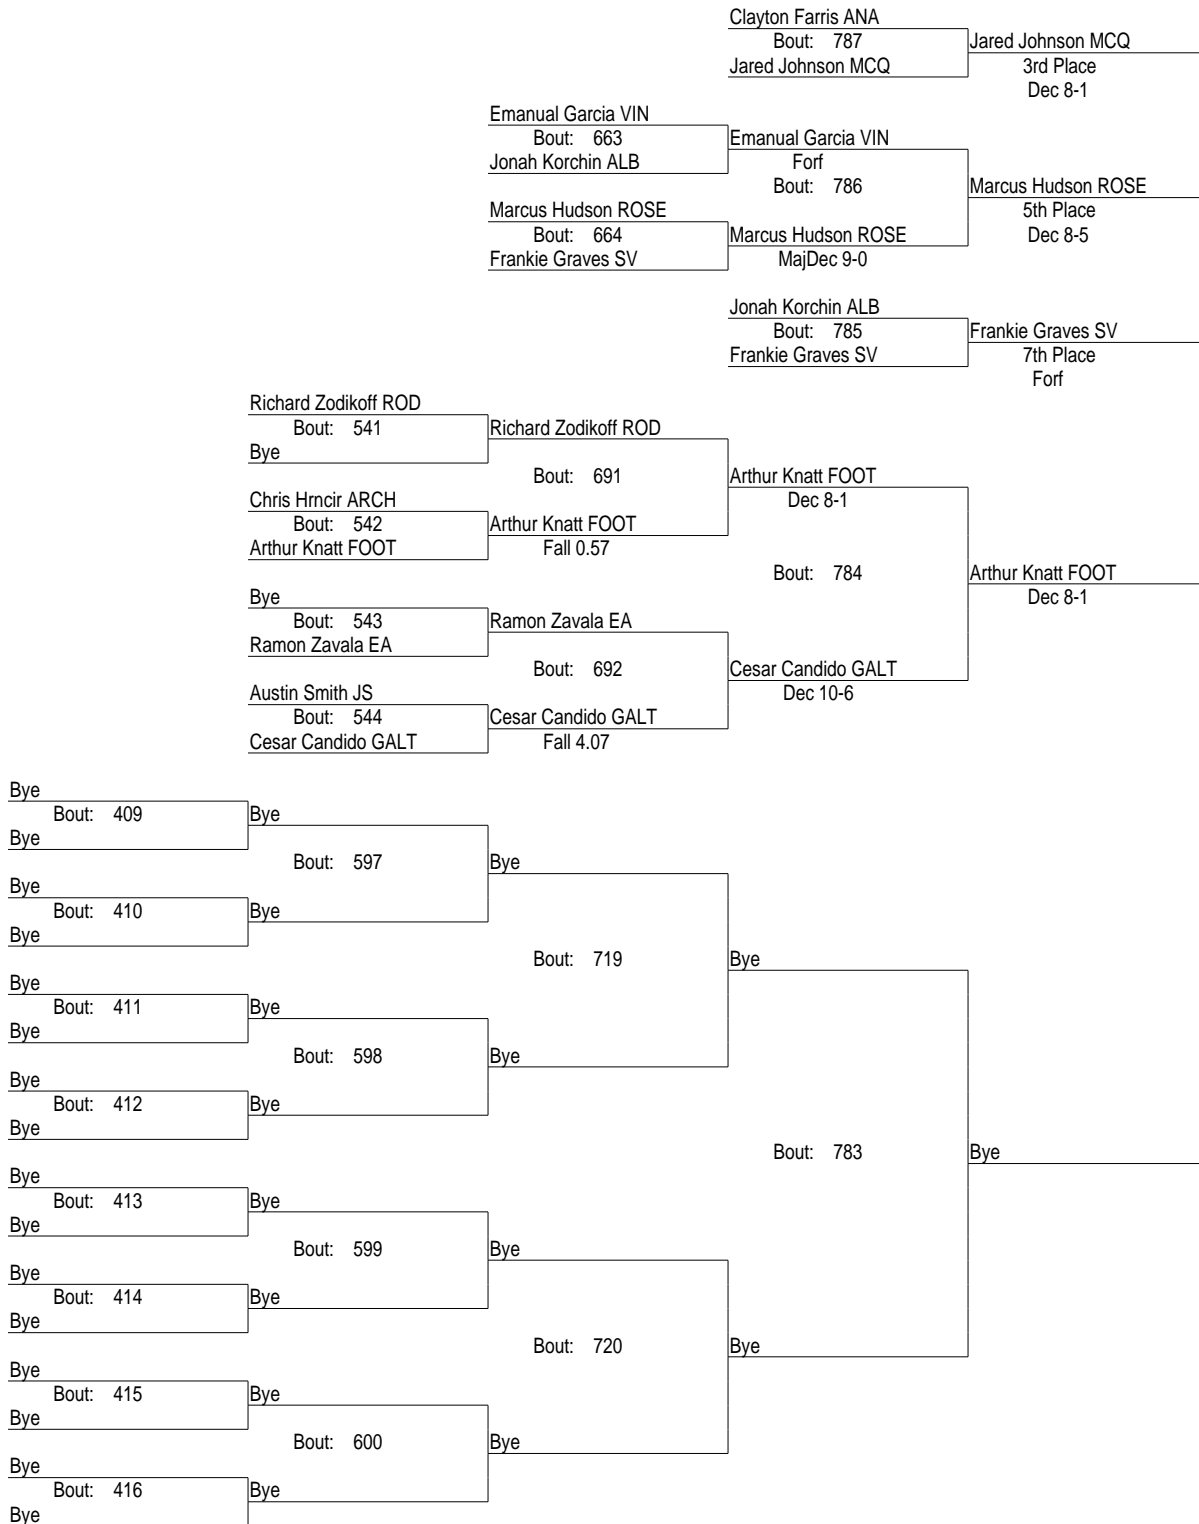 Clayton Farris ANA
Bout: 787
Jared Johnson MCQ
Jared Johnson MCQ
3rd Place
Dec 8-1
Emanual Garcia VIN
Bout: 663
Jonah Korchin ALB
Emanual Garcia VIN
Forf
Bout: 786
Marcus Hudson ROSE
5th Place
Dec 8-5
Marcus Hudson ROSE
Bout: 664
Frankie Graves SV
Marcus Hudson ROSE
MajDec 9-0
Jonah Korchin ALB
Bout: 785
Frankie Graves SV
Frankie Graves SV
7th Place
Forf
Richard Zodikoff ROD
Bout: 541
Bye
Richard Zodikoff ROD
Bout: 691
Arthur Knatt FOOT
Dec 8-1
Chris Hrncir ARCH
Bout: 542
Arthur Knatt FOOT
Arthur Knatt FOOT
Fall 0.57
Bout: 784
Arthur Knatt FOOT
Dec 8-1
Bye
Bout: 543
Ramon Zavala EA
Ramon Zavala EA
Bout: 692
Cesar Candido GALT
Dec 10-6
Austin Smith JS
Bout: 544
Cesar Candido GALT
Cesar Candido GALT
Fall 4.07
Bye
Bout: 409
Bye
Bye
Bout: 597
Bye
Bye
Bout: 410
Bye
Bye
Bout: 719
Bye
Bye
Bout: 411
Bye
Bye
Bout: 598
Bye
Bye
Bout: 412
Bye
Bye
Bout: 783
Bye
Bye
Bout: 413
Bye
Bye
Bout: 599
Bye
Bye
Bout: 414
Bye
Bye
Bout: 720
Bye
Bye
Bout: 415
Bye
Bye
Bout: 600
Bye
Bye
Bout: 416
Bye
Bye